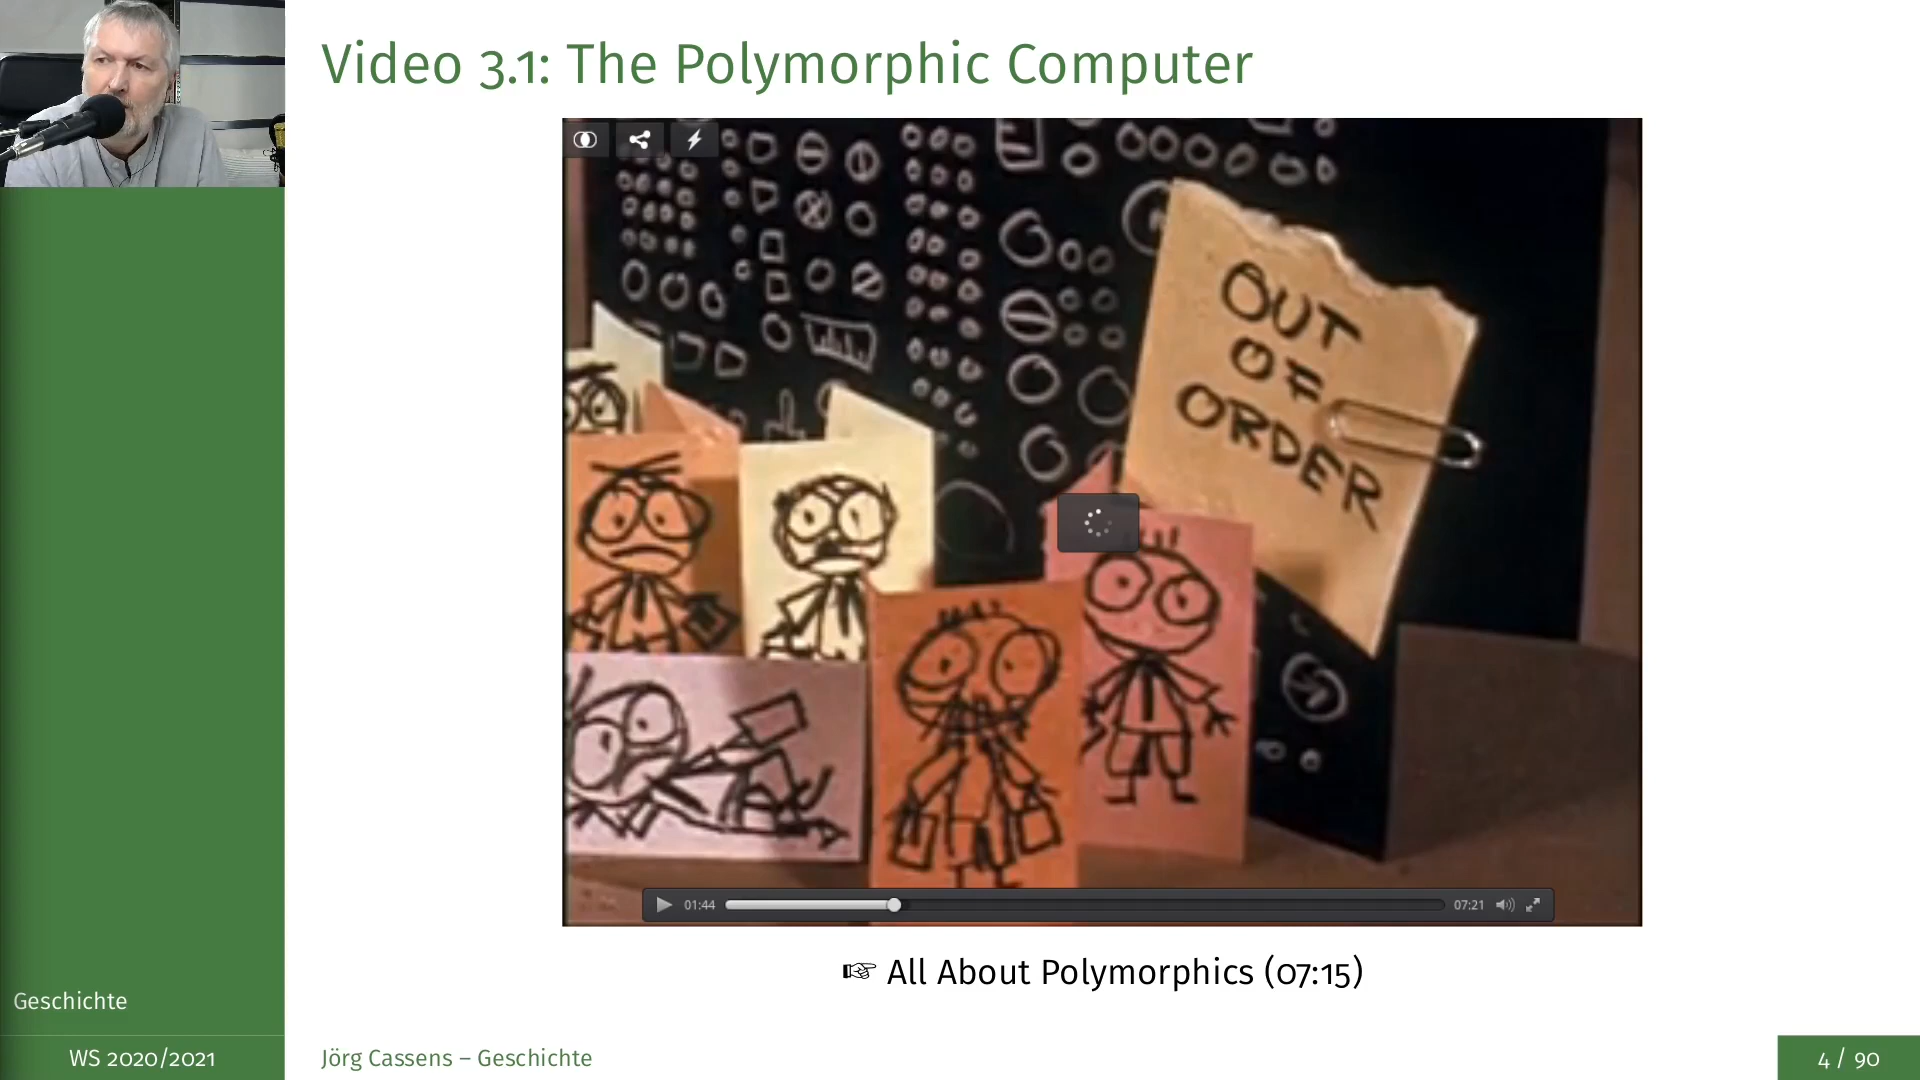 Video 3.1: The Polymorphic Computer
OUT
OF
ORDER
01:44
07:21
☞ All About Polymorphics (07:15)
Geschichte
WS 2020/2021
Jörg Cassens – Geschichte
4 / 90